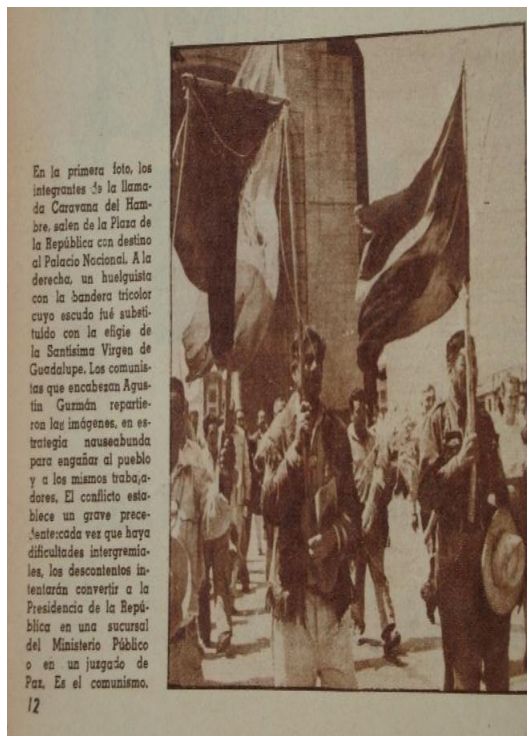 En la primera foto, los
integrantes de la llama-
da Caravana del Ham-
bre, salen de la Plaza de
la República con destino
al Palacio Nacional. A la
derecha, un huelguista
con la bandera tricolor
cuyo escudo fué substi-
tuído con la efigie de
la Santísima Virgen de
Guadalupe. Los comunis-
tas que encabezan Agus-
tín Guzmán repartie-
ron las imágenes, en es-
trategia nauseabunda
para engañar al pueblo
y a los mismos trabaja-
dores. El conflicto esta-
blece un grave prece-
dente:cada vez que haya
dificultades intergremia-
les, los descontentos in-
tentarán convertir a la
Presidencia de la Repú-
blica en una sucursal
del Ministerio Público
o en un juzgado de
Paz. Es el comunismo.
12